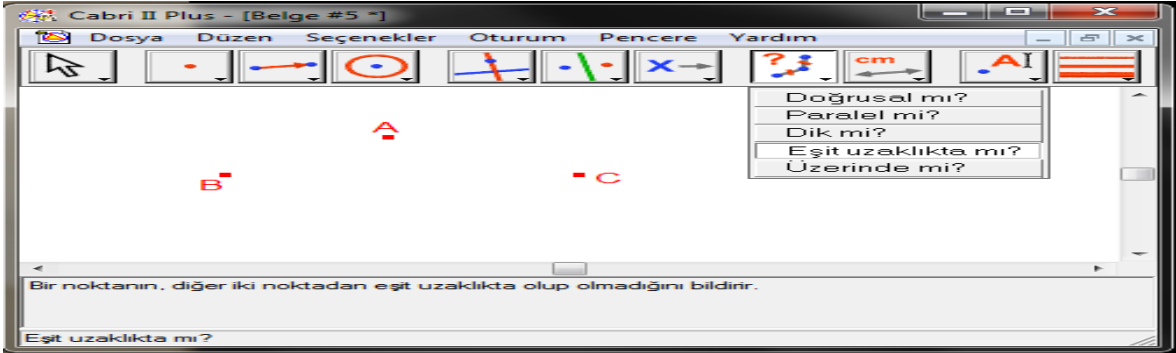 Cabri II Plus - [Belge #5 *]
Dosya Düzen Seçenekler Oturum Pencere Yardım
x ? cm A
Doğrusal mı?
Paralel mi?
Dik mi?
Eşit uzaklıkta mı?
Üzerinde mi?
A
B
C
Bir noktanın, diğer iki noktadan eşit uzaklıkta olup olmadığını bildirir.
Eşit uzaklıkta mı?